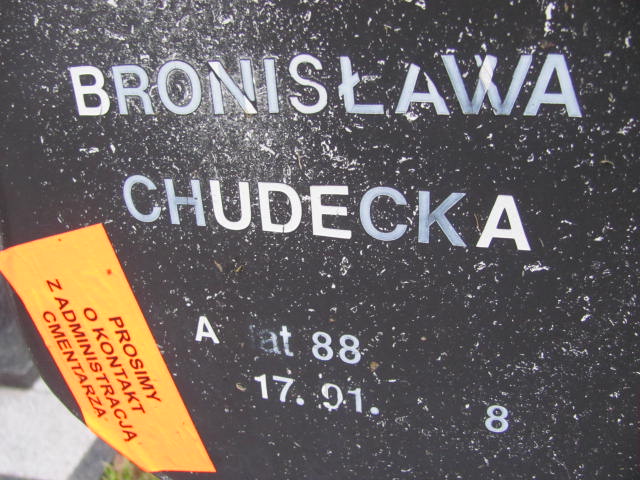 BRONISŁAWA
CHUDECKA
A lat 88
17. 01. 8
PROSIMY
O KONTAKT
Z ADMINISTRACJĄ
CMENTARZA